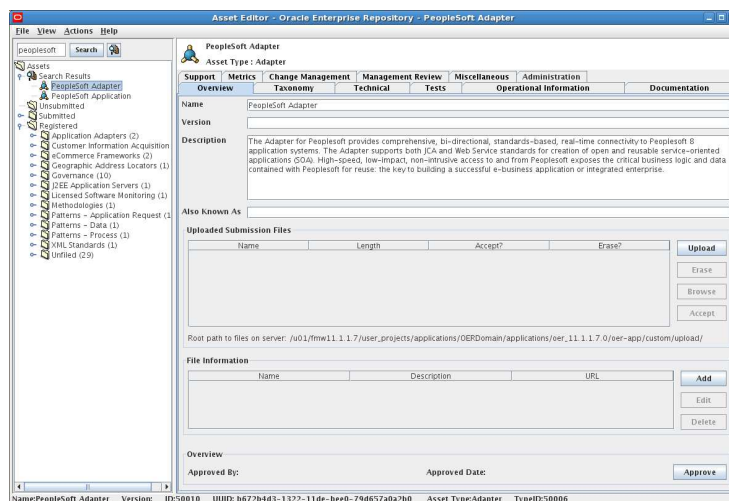 Asset Editor - Oracle Enterprise Repository - PeopleSoft Adapter
File View Actions Help
peoplesoft Search
Assets
Search Results
PeopleSoft Adapter
PeopleSoft Application
Unsubmitted
Submitted
Registered
Application Adapters (2)
Customer Information Acquisition
eCommerce Frameworks (2)
Geographic Address Locators (1)
Governance (10)
J2EE Application Servers (1)
Licensed Software Monitoring (1)
Methodologies (1)
Patterns - Application Request (1
Patterns - Data (1)
Patterns - Process (1)
XML Standards (1)
Unfiled (29)
PeopleSoft Adapter
Asset Type : Adapter
Support Metrics Change Management Management Review Miscellaneous Administration
Overview Taxonomy Technical Tests Operational Information Documentation
Name PeopleSoft Adapter
Version
Description The Adapter for Peoplesoft provides comprehensive, bi-directional, standards-based, real-time connectivity to Peoplesoft 8
application systems. The Adapter supports both JCA and Web Service standards for creation of open and reusable service-oriented
applications (SOA). High-speed, low-impact, non-intrusive access to and from Peoplesoft exposes the critical business logic and data
contained with Peoplesoft for reuse: the key to building a successful e-business application or integrated enterprise.
Also Known As
Uploaded Submission Files
Name Length Accept? Erase?
Upload
Erase
Browse
Accept
Root path to files on server: /u01/fmw11.1.1.7/user_projects/applications/OERDomain/applications/oer_11.1.1.7.0/oer-app/custom/upload/
File Information
Name Description URL
Add
Edit
Delete
Overview
Approved By: Approved Date: Approve
Name:PeopleSoft Adapter Version: ID:50010 UUID: b672b4d3-1322-11de-bee0-79d657a0a2b0 Asset Type:Adapter TypeID:50006